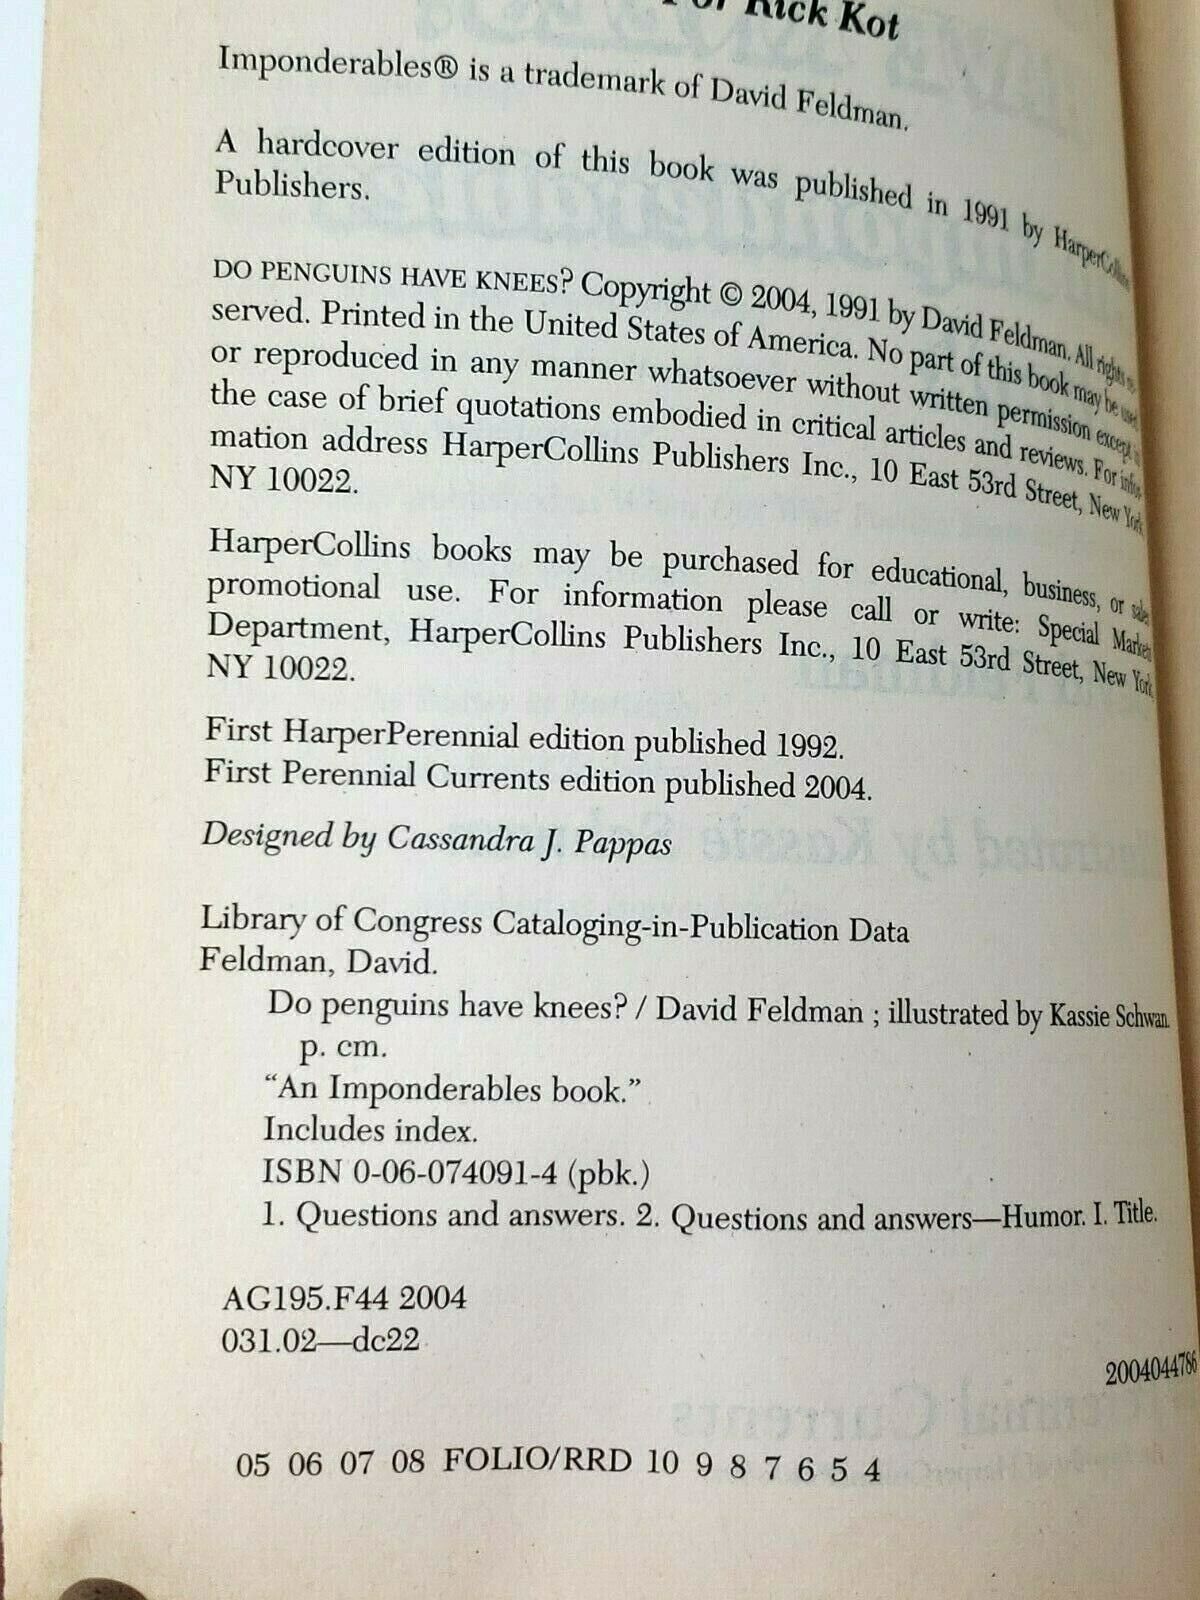 For Rick Kot
Imponderables® is a trademark of David Feldman.
A hardcover edition of this book was published in 1991 by HarperCollins
Publishers.
DO PENGUINS HAVE KNEES? Copyright © 2004, 1991 by David Feldman. All rights re-
served. Printed in the United States of America. No part of this book may be used
or reproduced in any manner whatsoever without written permission except in
the case of brief quotations embodied in critical articles and reviews. For infor-
mation address HarperCollins Publishers Inc., 10 East 53rd Street, New York,
NY 10022.
HarperCollins books may be purchased for educational, business, or sales
promotional use. For information please call or write: Special Markets
Department, HarperCollins Publishers Inc., 10 East 53rd Street, New York,
NY 10022.
First HarperPerennial edition published 1992.
First Perennial Currents edition published 2004.
Designed by Cassandra J. Pappas
Library of Congress Cataloging-in-Publication Data
Feldman, David.
Do penguins have knees? / David Feldman ; illustrated by Kassie Schwan.
p. cm.
“An Imponderables book.”
Includes index.
ISBN 0-06-074091-4 (pbk.)
1. Questions and answers. 2. Questions and answers—Humor. I. Title.
AG195.F44 2004
031.02—dc22
2004044786
05 06 07 08 FOLIO/RRD 10 9 8 7 6 5 4